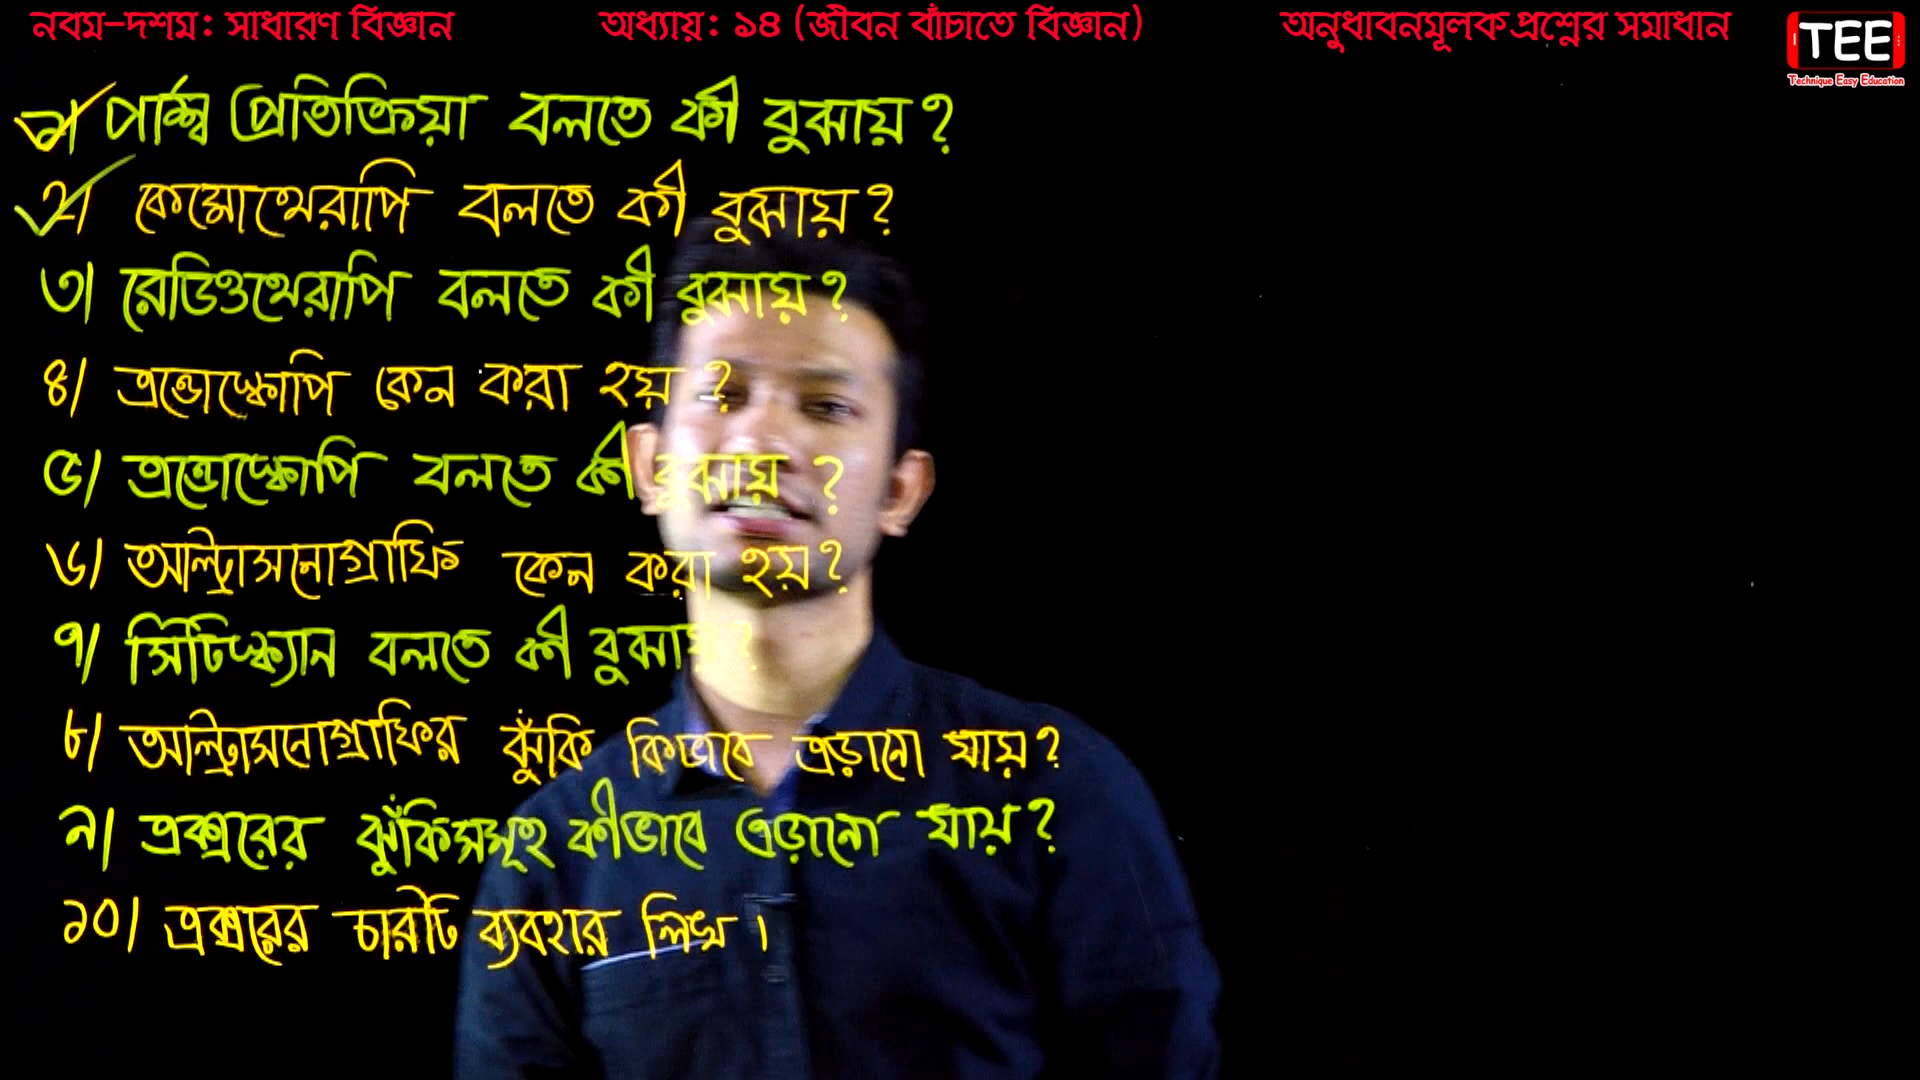 নবম-দশম: সাধারণ বিজ্ঞান
অধ্যায়: ১৪ (জীবন বাঁচাতে বিজ্ঞান)
অনুধাবনমূলক প্রশ্নের সমাধান
TEE
Technique Easy Education
১। পার্শ্ব প্রতিক্রিয়া বলতে কী বুঝায়?
২। কেমোথেরাপি বলতে কী বুঝায়?
৩। রেডিওথেরাপি বলতে কী বুঝায়?
৪। এন্ডোস্কোপি কেন করা হয়?
৫। এন্ডোস্কোপি বলতে কী বুঝায়?
৬। আল্ট্রাসনোগ্রাফি কেন করা হয়?
৭। সিটিস্ক্যান বলতে কী বুঝায়?
৮। আল্ট্রাসনোগ্রাফির ঝুঁকি কিভাবে এড়ানো যায়?
৯। এক্সরের ঝুঁকিসমূহ কীভাবে এড়ানো যায়?
১০। এক্সরের চারটি ব্যবহার লিখ।